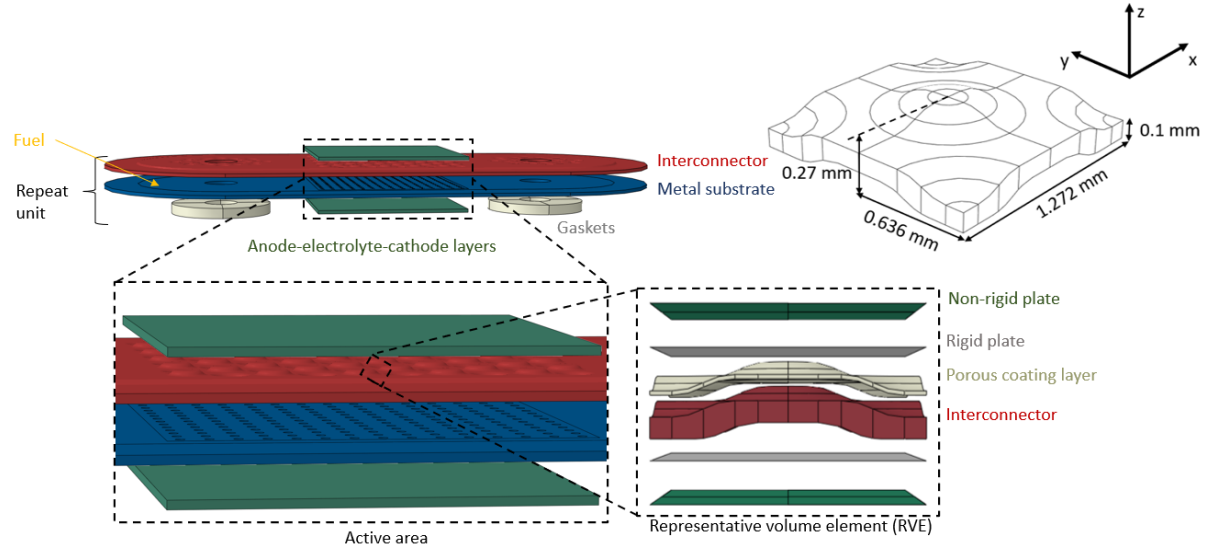 Fuel
Repeat
unit
Interconnector
Metal substrate
Gaskets
Anode-electrolyte-cathode layers
z
y
x
0.1 mm
0.27 mm
1.272 mm
0.636 mm
Non-rigid plate
Rigid plate
Porous coating layer
Interconnector
Representative volume element (RVE)
Active area